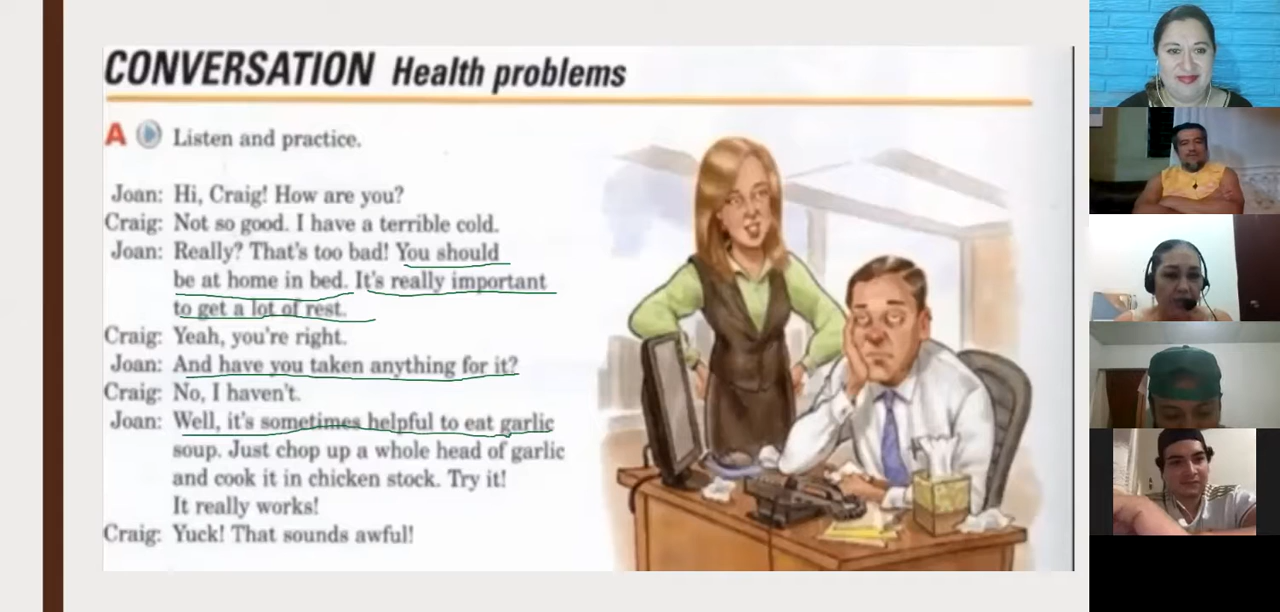 CONVERSATION Health problems
A Listen and practice.
Joan: Hi, Craig! How are you?
Craig: Not so good. I have a terrible cold.
Joan: Really? That's too bad! You should
be at home in bed. It's really important
to get a lot of rest.
Craig: Yeah, you're right.
Joan: And have you taken anything for it?
Craig: No, I haven't.
Joan: Well, it's sometimes helpful to eat garlic
soup. Just chop up a whole head of garlic
and cook it in chicken stock. Try it!
It really works!
Craig: Yuck! That sounds awful!